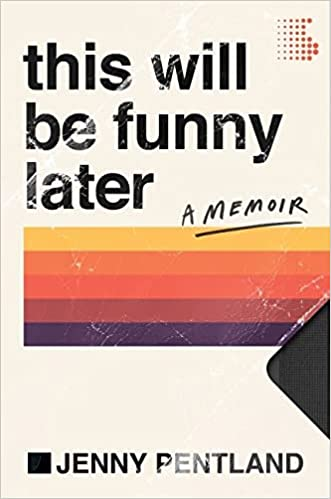 this will
be funny
later
A MEMOIR
JENNY PENTLAND